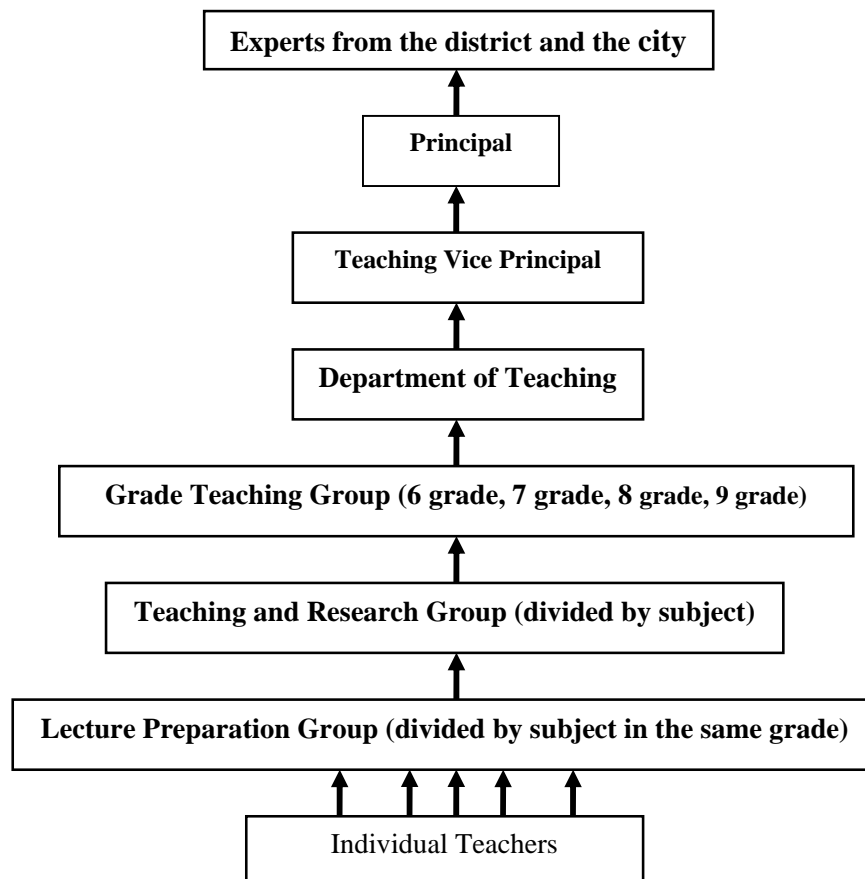 Experts from the district and the city
Principal
Teaching Vice Principal
Department of Teaching
Grade Teaching Group (6 grade, 7 grade, 8 grade, 9 grade)
Teaching and Research Group (divided by subject)
Lecture Preparation Group (divided by subject in the same grade)
Individual Teachers